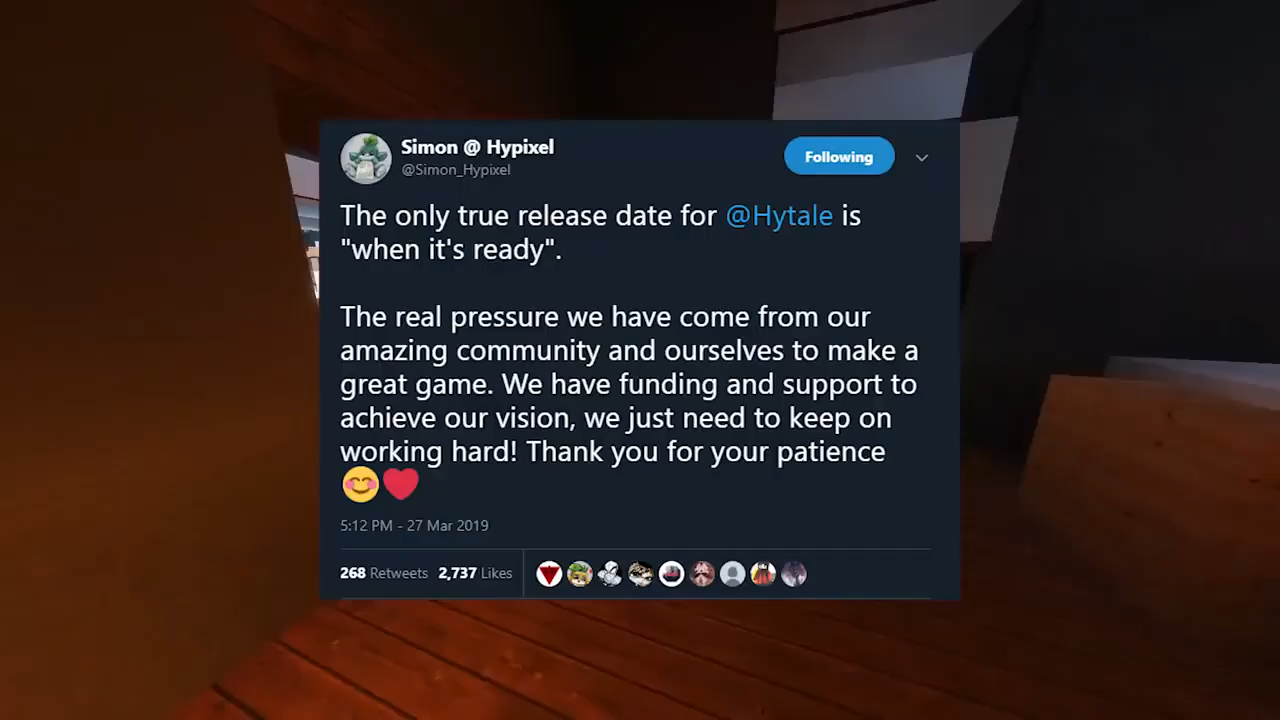 Simon @ Hypixel
@Simon_Hypixel
Following
The only true release date for @Hytale is
"when it's ready".
The real pressure we have come from our
amazing community and ourselves to make a
great game. We have funding and support to
achieve our vision, we just need to keep on
working hard! Thank you for your patience
😊❤️
5:12 PM - 27 Mar 2019
268 Retweets 2,737 Likes